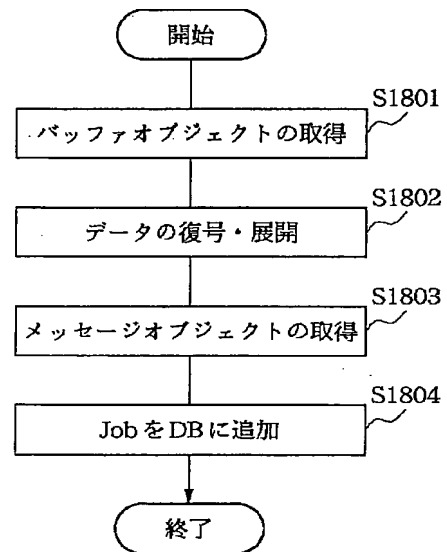 開始
S1801
バッファオブジェクトの取得
S1802
データの復号・展開
S1803
メッセージオブジェクトの取得
S1804
JobをDBに追加
終了